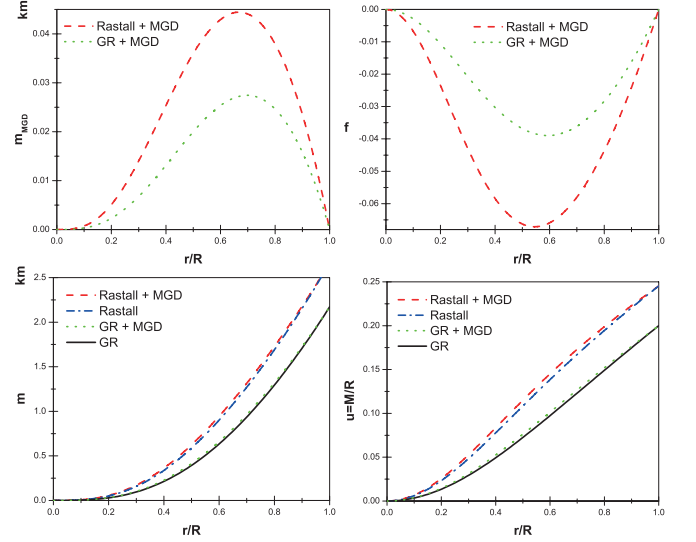 km
0.04
0.02
0.00
m MGD
Rastall + MGD
GR + MGD
0.0 0.2 0.4 0.6 0.8 1.0
r/R
0.00
-0.01
-0.02
-0.03
-0.04
-0.05
-0.06
f
Rastall + MGD
GR + MGD
0.0 0.2 0.4 0.6 0.8 1.0
r/R
km
2.5
2.0
1.5
1.0
0.5
0.0
m
Rastall + MGD
Rastall
GR + MGD
GR
0.0 0.2 0.4 0.6 0.8 1.0
r/R
0.25
0.20
0.15
0.10
0.05
0.00
u=M/R
Rastall + MGD
Rastall
GR + MGD
GR
0.0 0.2 0.4 0.6 0.8 1.0
r/R